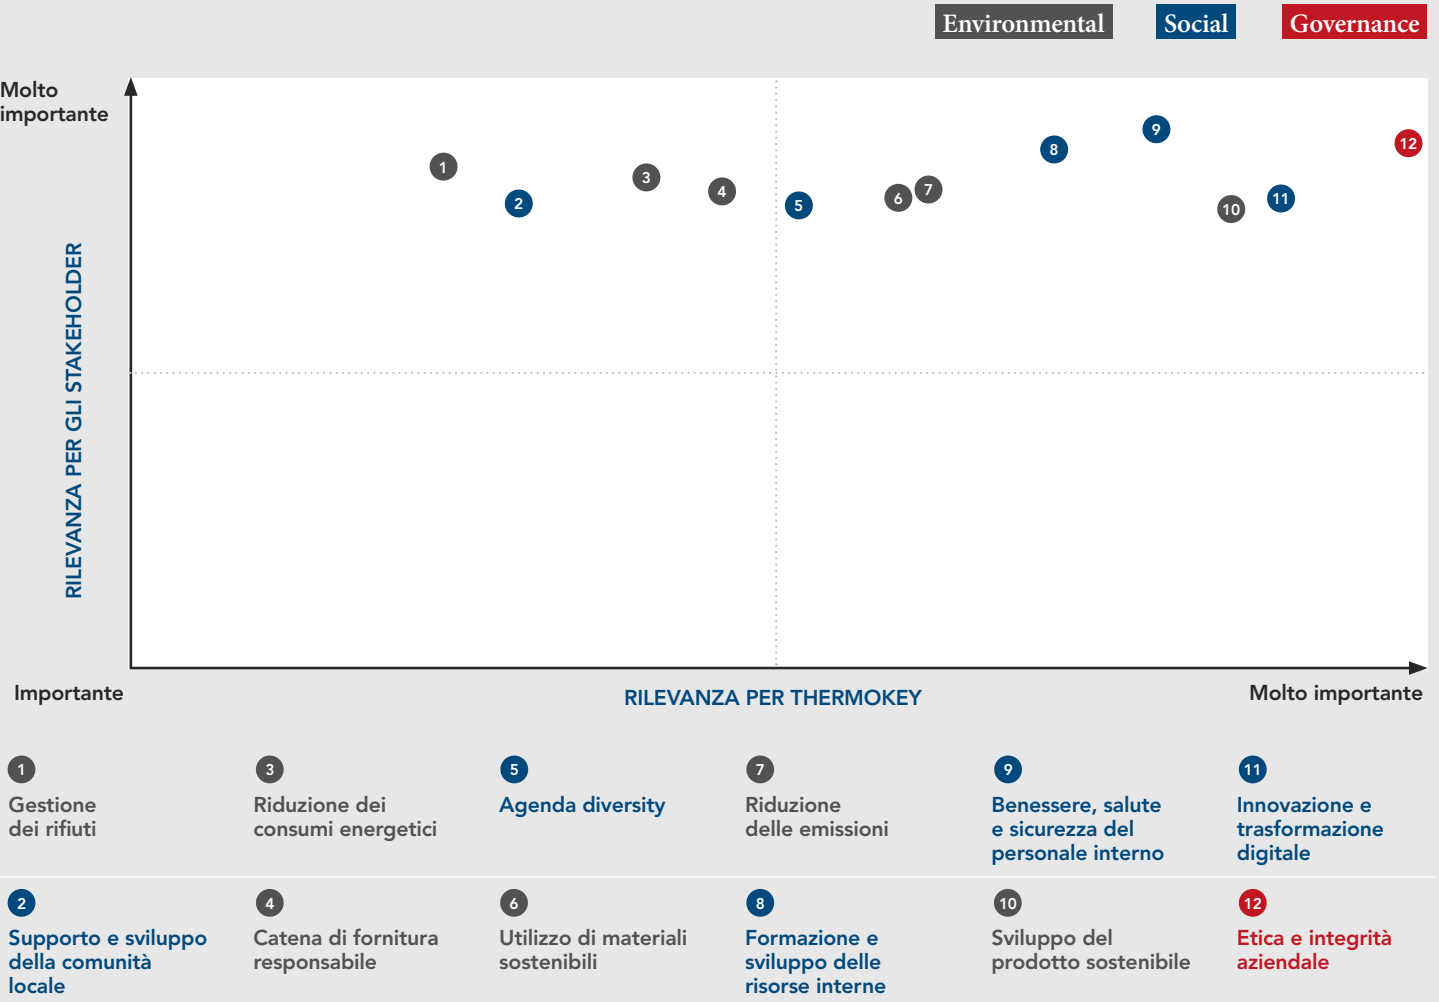 Environmental
Social
Governance
Molto
importante
9
8
12
1
3
4
7
2
5
6
11
10
RILEVANZA PER GLI STAKEHOLDER
Importante
RILEVANZA PER THERMOKEY
Molto importante
1
Gestione
dei rifiuti
3
Riduzione dei
consumi energetici
5
Agenda diversity
7
Riduzione
delle emissioni
9
Benessere, salute
e sicurezza del
personale interno
11
Innovazione e
trasformazione
digitale
2
Supporto e sviluppo
della comunità
locale
4
Catena di fornitura
responsabile
6
Utilizzo di materiali
sostenibili
8
Formazione e
sviluppo delle
risorse interne
10
Sviluppo del
prodotto sostenibile
12
Etica e integrità
aziendale